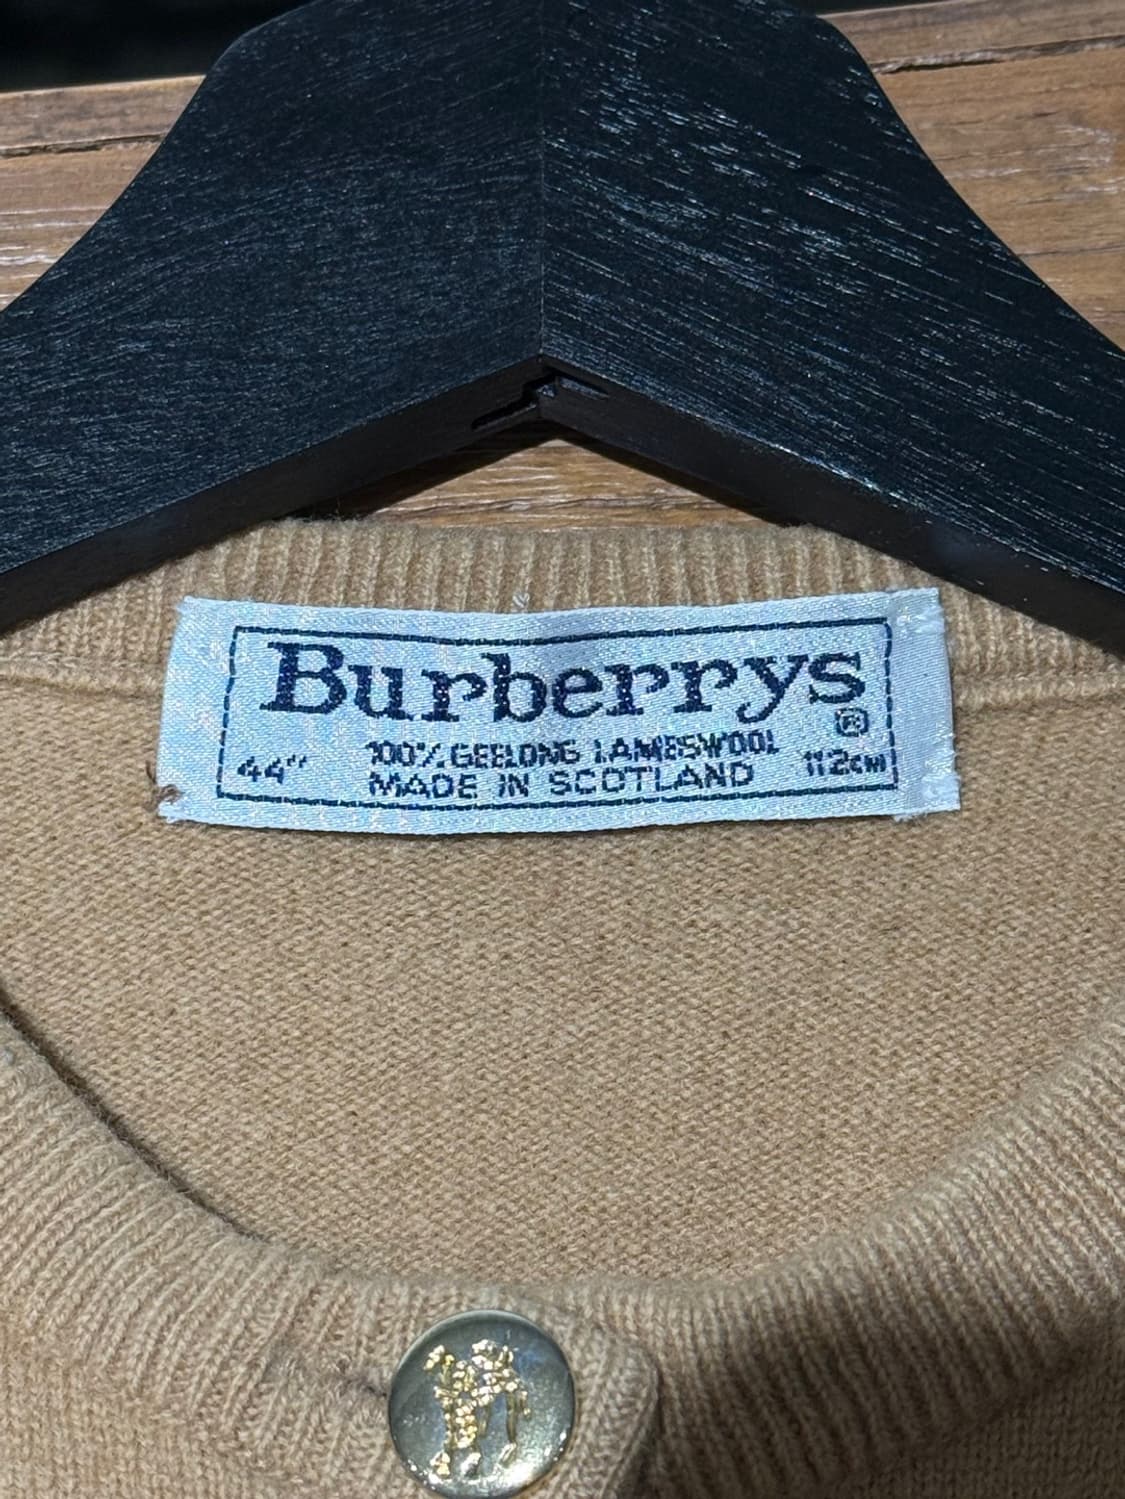 Burberrys
®
100% GEELONG LAMBSWOOL
44" MADE IN SCOTLAND 112CM